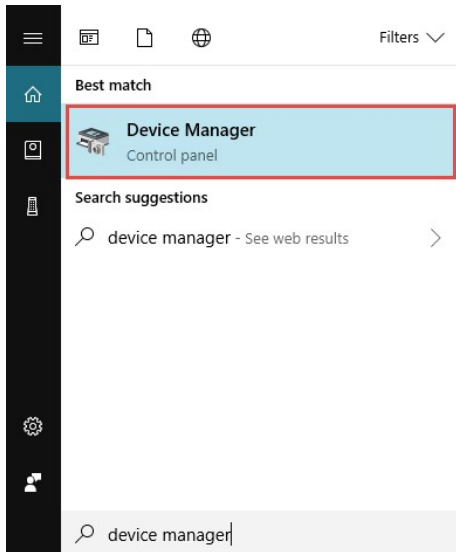 Filters
Best match
Device Manager
Control panel
Search suggestions
device manager - See web results
device manager